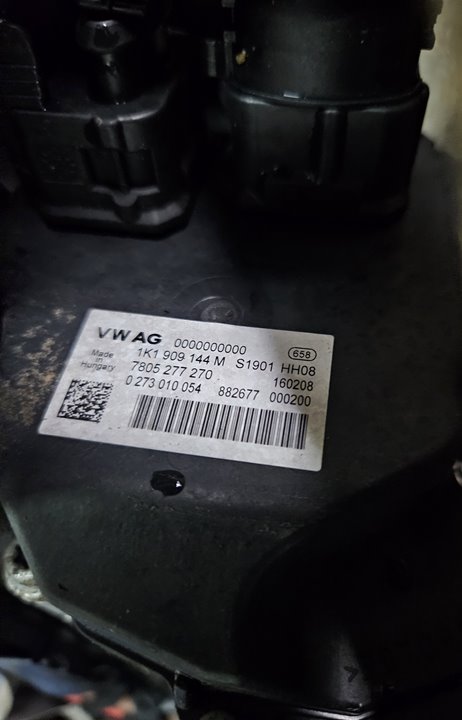 VWAG 0000000000 658
Made in Hungary
1K1 909 144 M S1901 HH08
7805 277 270 160208
0 273 010 054 882677 000200